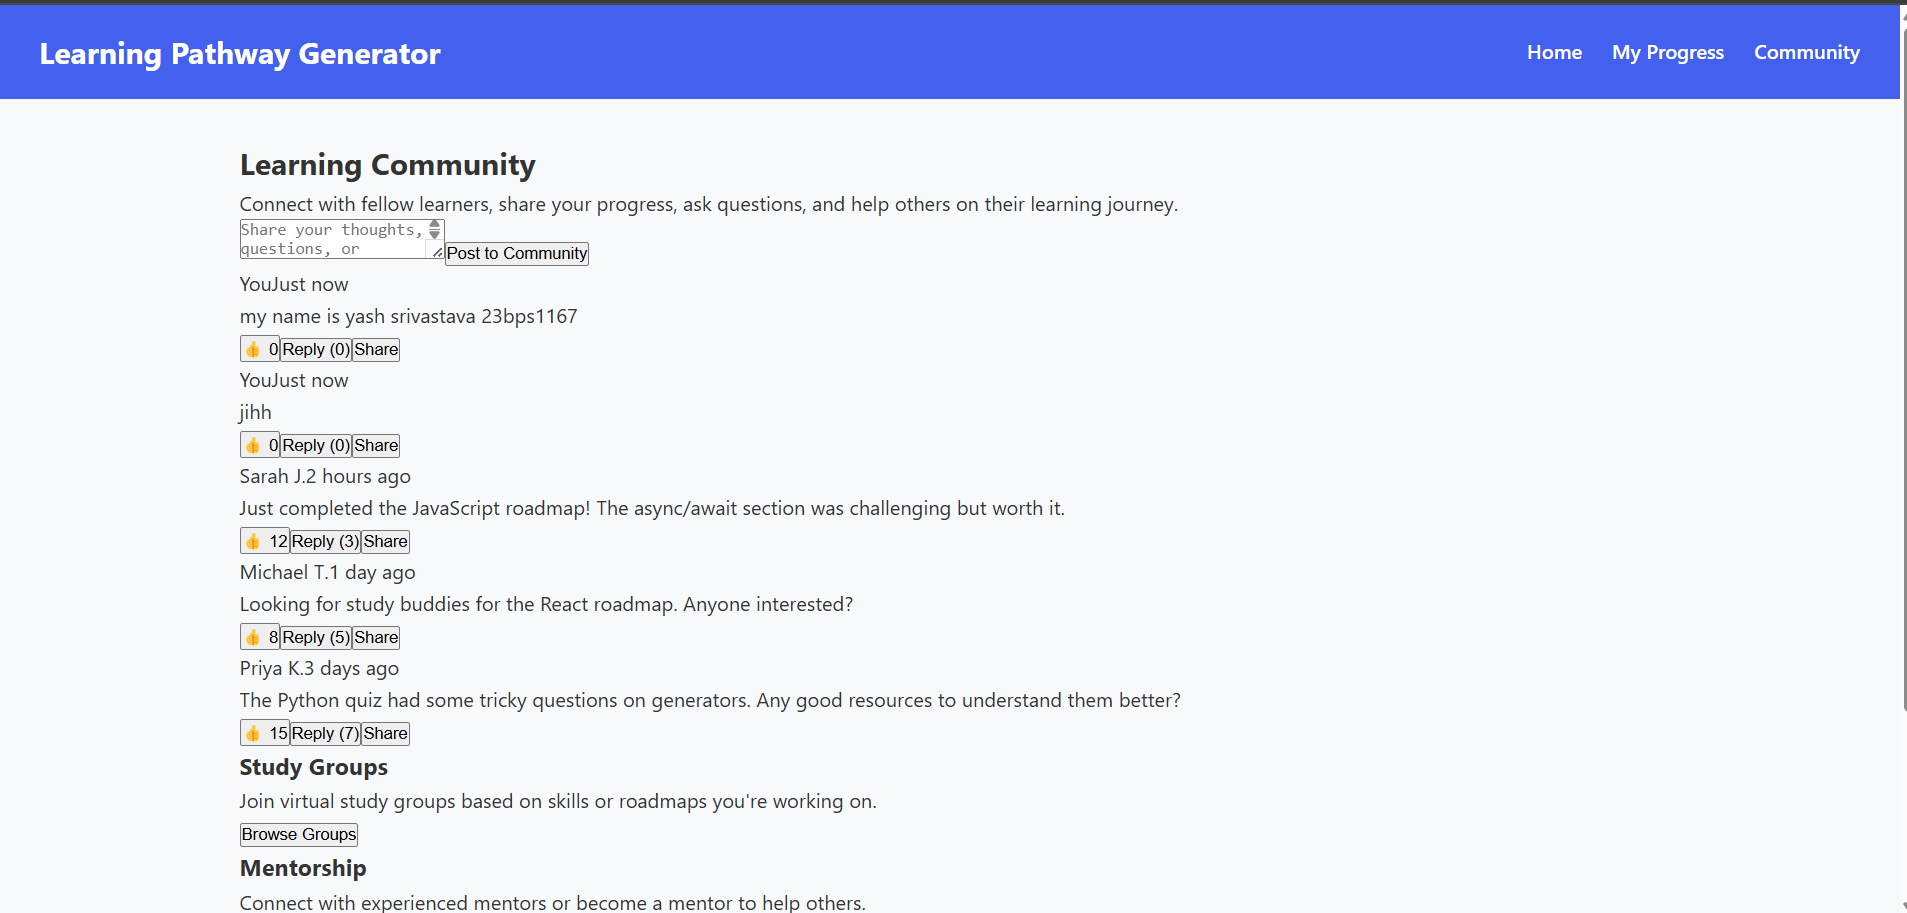 Learning Pathway Generator
Home My Progress Community
Learning Community
Connect with fellow learners, share your progress, ask questions, and help others on their learning journey.
Share your thoughts,
questions, or
Post to Community
YouJust now
my name is yash srivastava 23bps1167
👍 0 Reply (0) Share
YouJust now
jihh
👍 0 Reply (0) Share
Sarah J.2 hours ago
Just completed the JavaScript roadmap! The async/await section was challenging but worth it.
👍 12 Reply (3) Share
Michael T.1 day ago
Looking for study buddies for the React roadmap. Anyone interested?
👍 8 Reply (5) Share
Priya K.3 days ago
The Python quiz had some tricky questions on generators. Any good resources to understand them better?
👍 15 Reply (7) Share
Study Groups
Join virtual study groups based on skills or roadmaps you're working on.
Browse Groups
Mentorship
Connect with experienced mentors or become a mentor to help others.